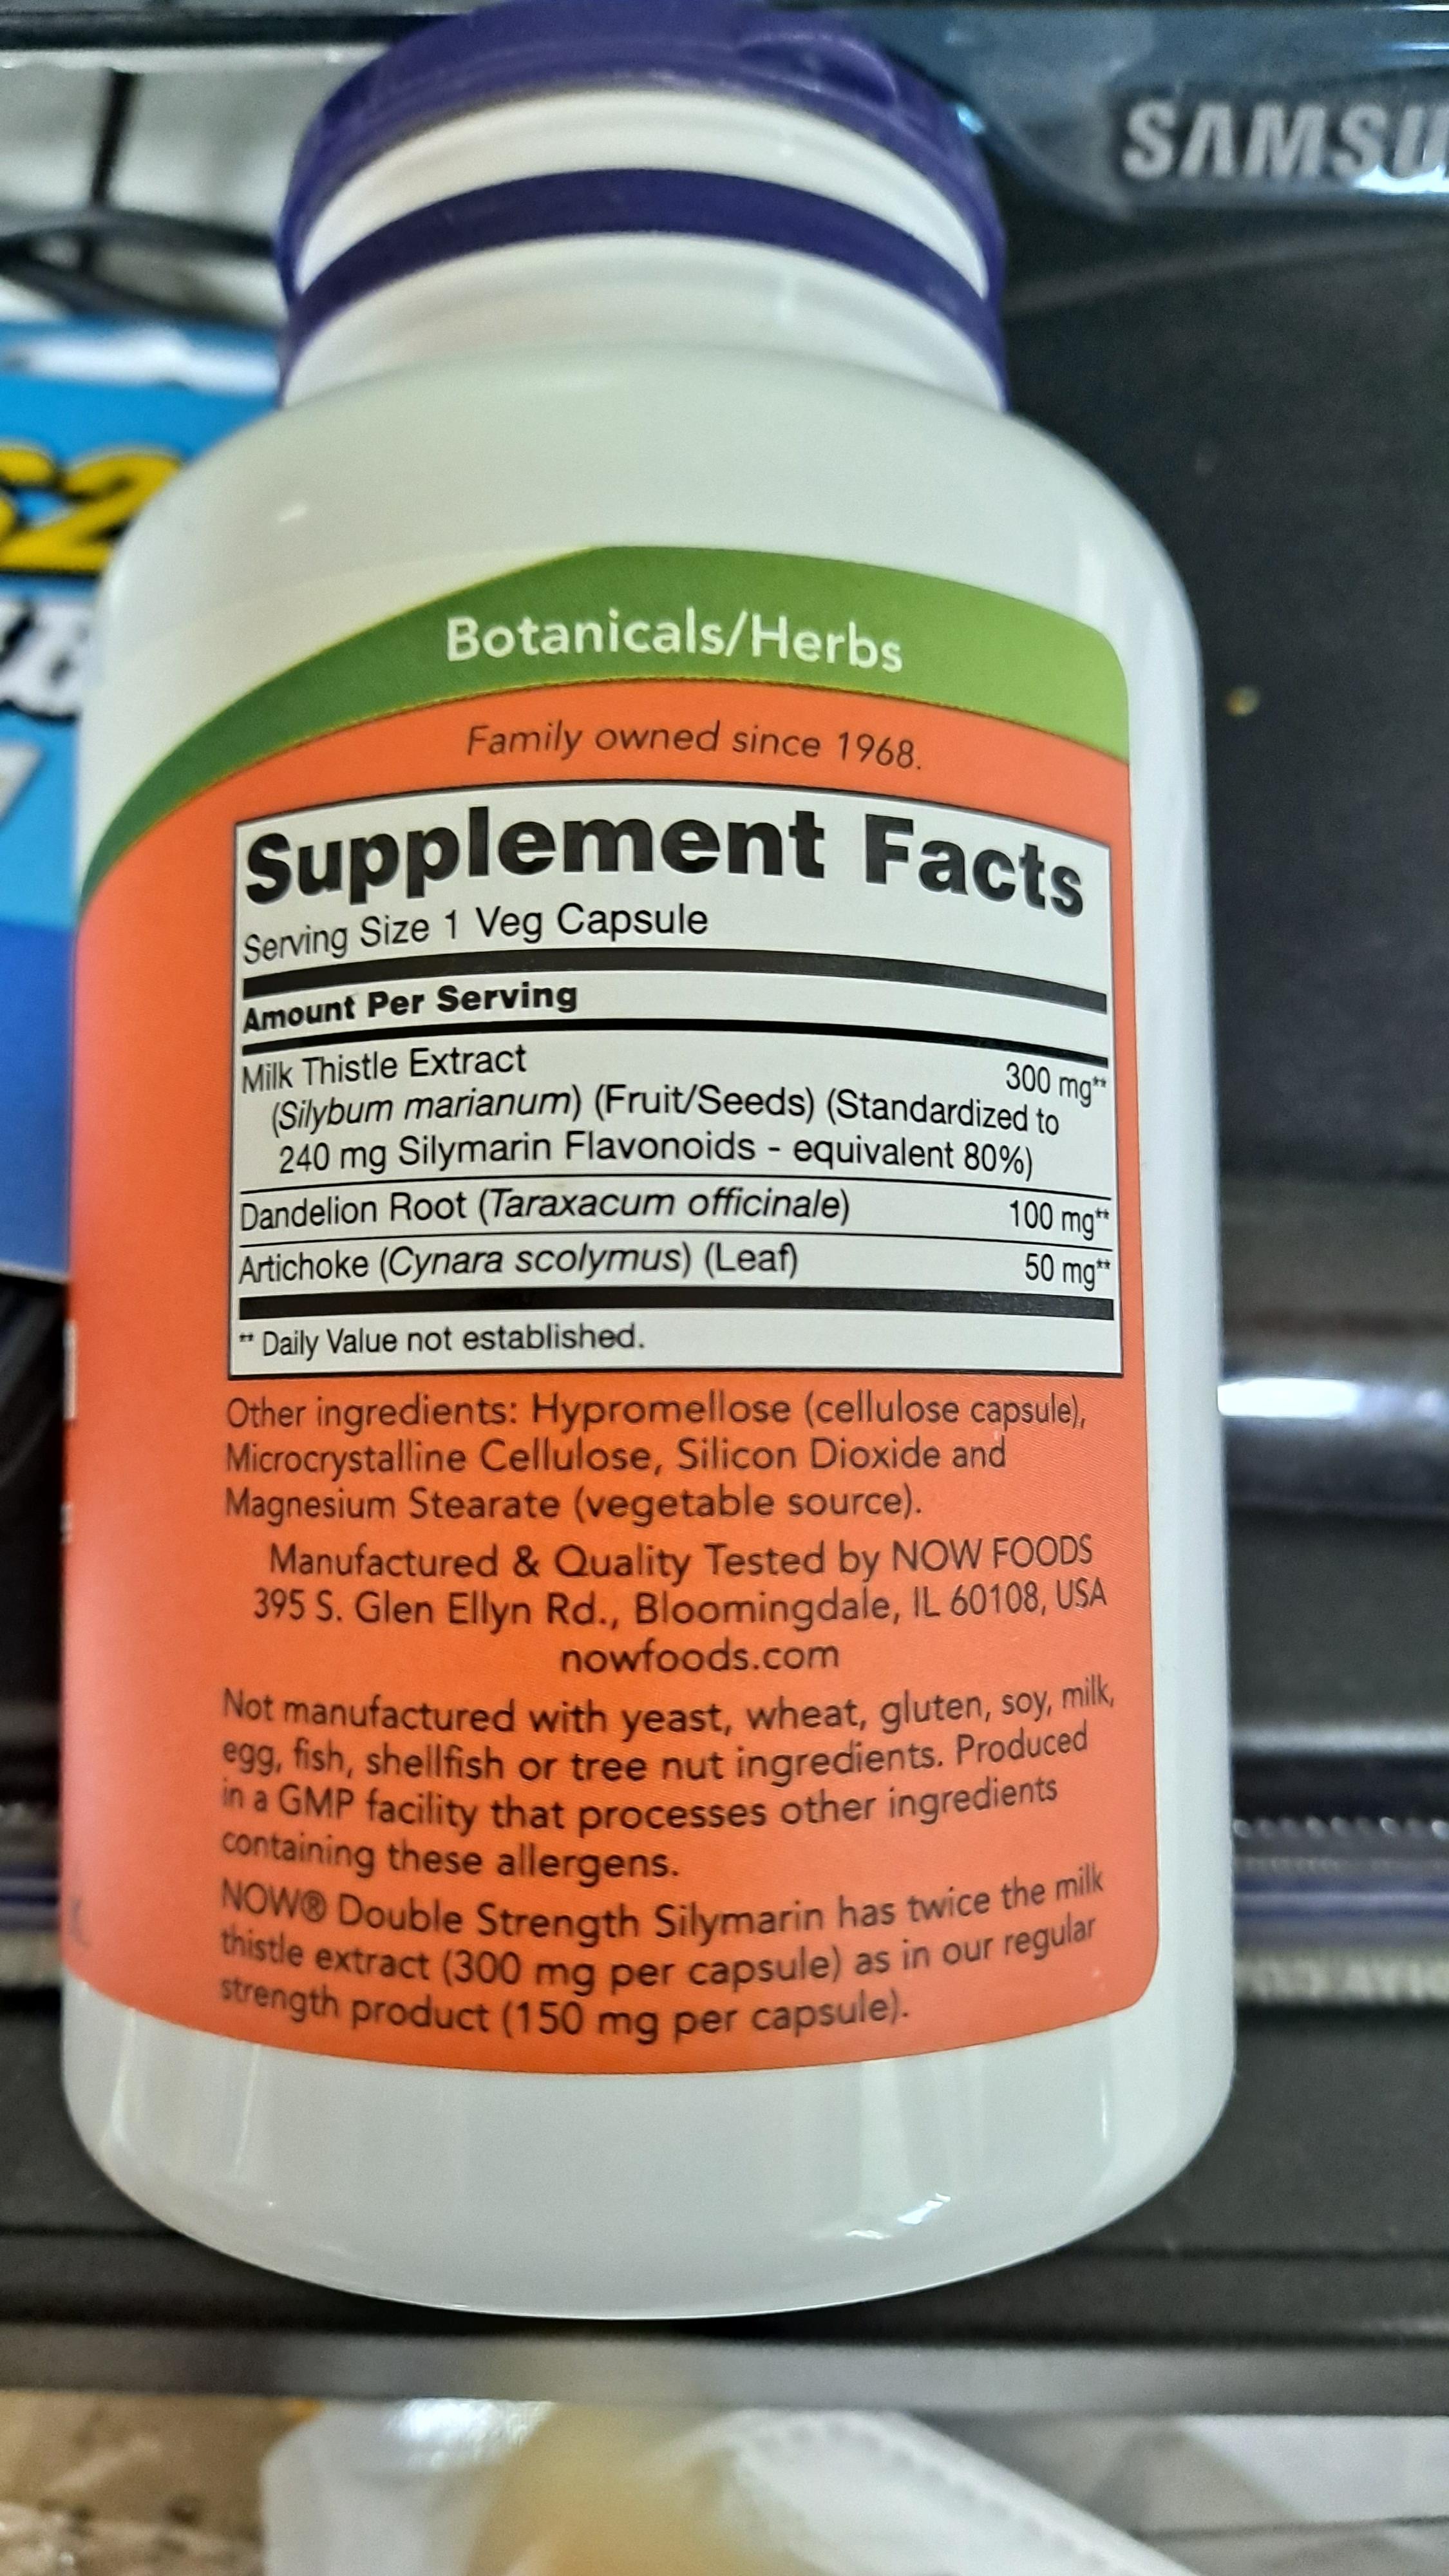 SAMSU
Botanicals/Herbs
Family owned since 1968.
Supplement Facts
Serving Size 1 Veg Capsule
Amount Per Serving
Milk Thistle Extract 300 mg**
(Silybum marianum) (Fruit/Seeds) (Standardized to
240 mg Silymarin Flavonoids - equivalent 80%)
Dandelion Root (Taraxacum officinale) 100 mg**
Artichoke (Cynara scolymus) (Leaf) 50 mg**
** Daily Value not established.
Other ingredients: Hypromellose (cellulose capsule),
Microcrystalline Cellulose, Silicon Dioxide and
Magnesium Stearate (vegetable source).
Manufactured & Quality Tested by NOW FOODS
395 S. Glen Ellyn Rd., Bloomingdale, IL 60108, USA
nowfoods.com
Not manufactured with yeast, wheat, gluten, soy, milk,
egg, fish, shellfish or tree nut ingredients. Produced
in a GMP facility that processes other ingredients
containing these allergens.
NOW® Double Strength Silymarin has twice the milk
thistle extract (300 mg per capsule) as in our regular
strength product (150 mg per capsule).